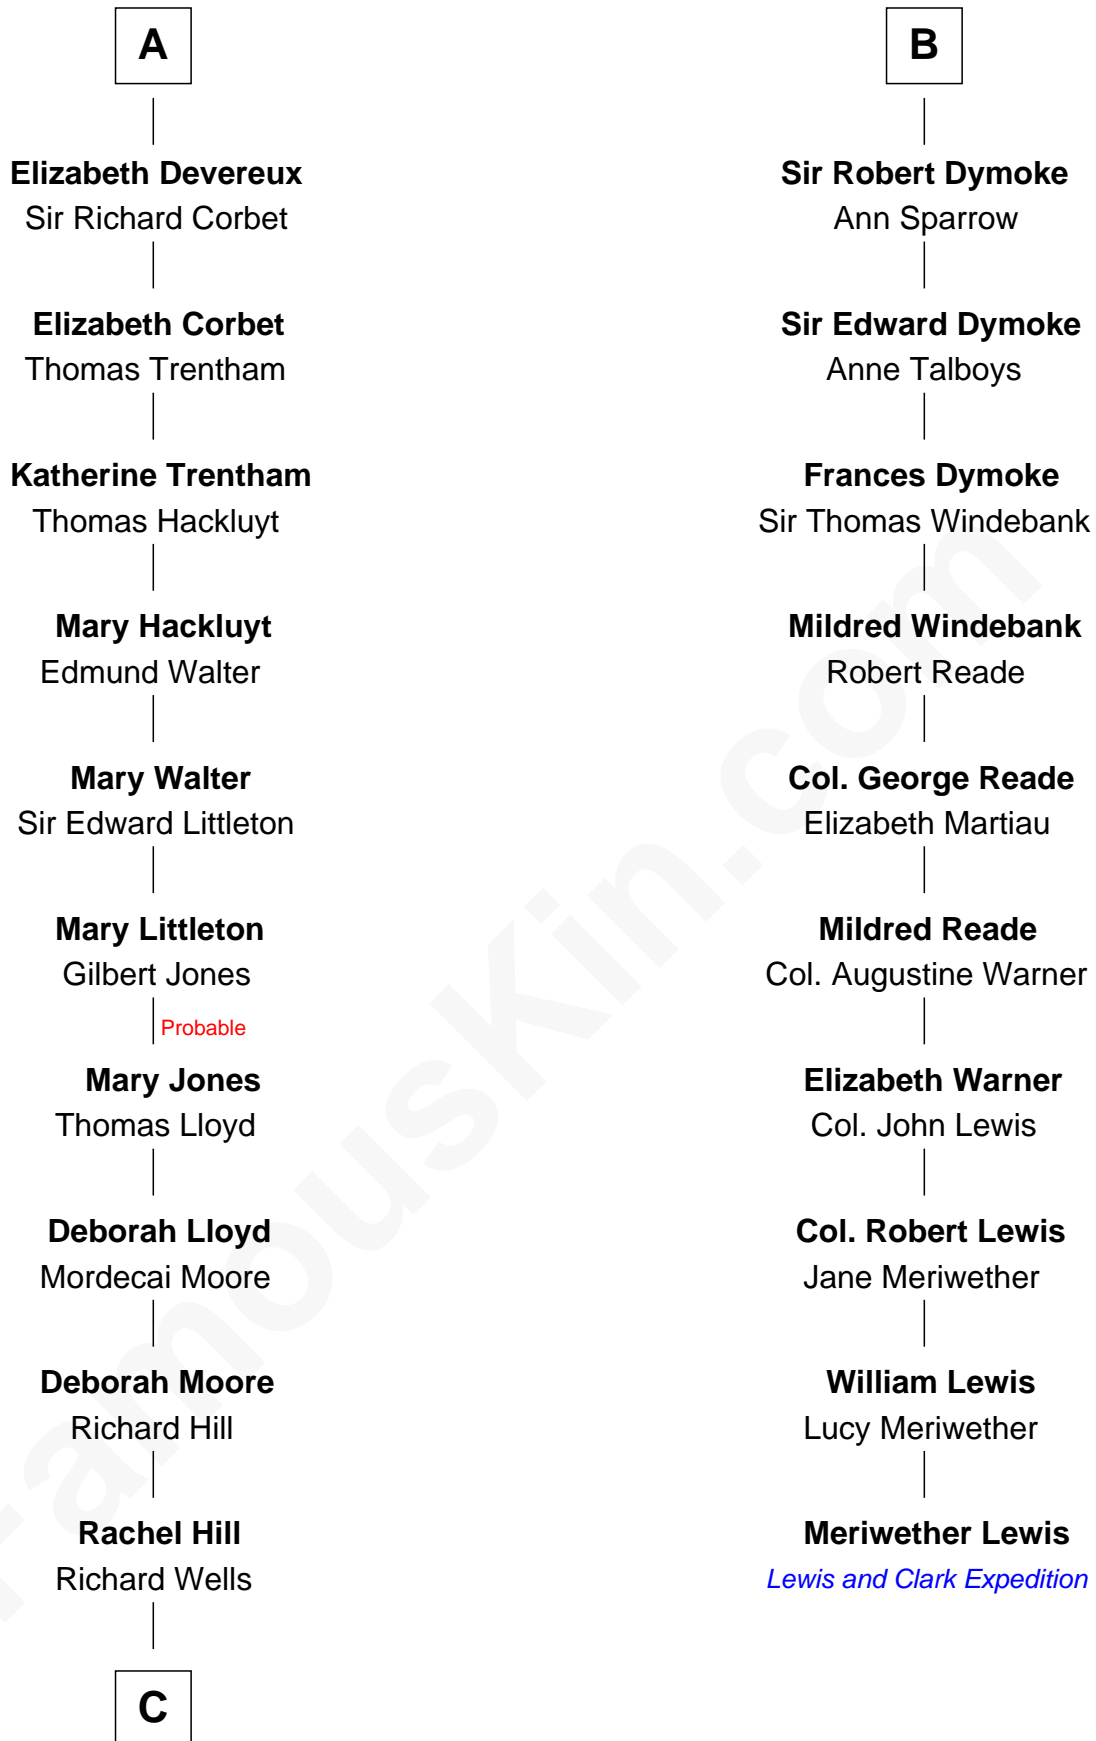 A
Elizabeth Devereux
Sir Richard Corbet
Elizabeth Corbet
Thomas Trentham
Katherine Trentham
Thomas Hackluyt
Mary Hackluyt
Edmund Walter
Mary Walter
Sir Edward Littleton
Mary Littleton
Gilbert Jones
Probable
Mary Jones
Thomas Lloyd
Deborah Lloyd
Mordecai Moore
Deborah Moore
Richard Hill
Rachel Hill
Richard Wells
C
B
Sir Robert Dymoke
Ann Sparrow
Sir Edward Dymoke
Anne Talboys
Frances Dymoke
Sir Thomas Windebank
Mildred Windebank
Robert Reade
Col. George Reade
Elizabeth Martiau
Mildred Reade
Col. Augustine Warner
Elizabeth Warner
Col. John Lewis
Col. Robert Lewis
Jane Meriwether
William Lewis
Lucy Meriwether
Meriwether Lewis
Lewis and Clark Expedition
FamousKin.com